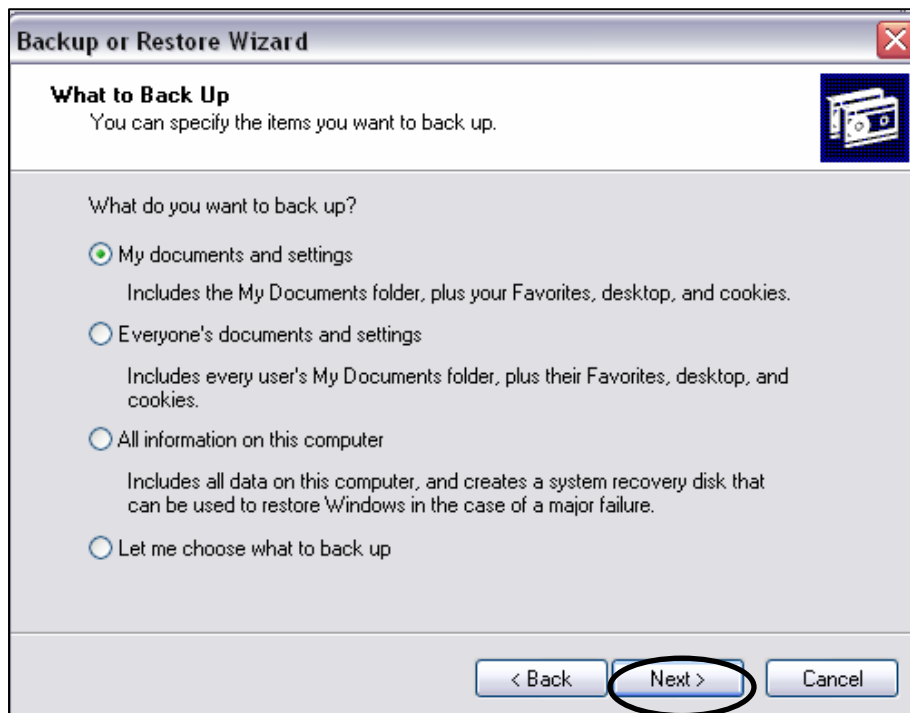 Backup or Restore Wizard
What to Back Up
You can specify the items you want to back up.
What do you want to back up?
My documents and settings
Includes the My Documents folder, plus your Favorites, desktop, and cookies.
Everyone's documents and settings
Includes every user's My Documents folder, plus their Favorites, desktop, and
cookies.
All information on this computer
Includes all data on this computer, and creates a system recovery disk that
can be used to restore Windows in the case of a major failure.
Let me choose what to back up
< Back Next > Cancel